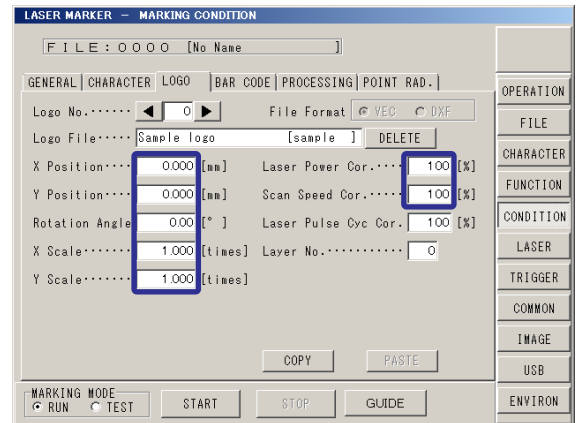 LASER MARKER － MARKING CONDITION
FILE：0000 [No Name ]
GENERAL CHARACTER LOGO BAR CODE PROCESSING POINT RAD.
Logo No.······ ◀ 0 ▶ File Format VEC DXF
Logo File····· Sample logo [sample ] DELETE
X Position···· 0.000 [mm] Laser Power Cor.···· 100 [%]
Y Position···· 0.000 [mm] Scan Speed Cor.····· 100 [%]
Rotation Angle 0.00 [° ] Laser Pulse Cyc Cor. 100 [%]
X Scale······· 1.000 [times] Layer No.··········· 0
Y Scale······· 1.000 [times]
COPY PASTE
MARKING MODE
RUN TEST START STOP GUIDE
OPERATION
FILE
CHARACTER
FUNCTION
CONDITION
LASER
TRIGGER
COMMON
IMAGE
USB
ENVIRON